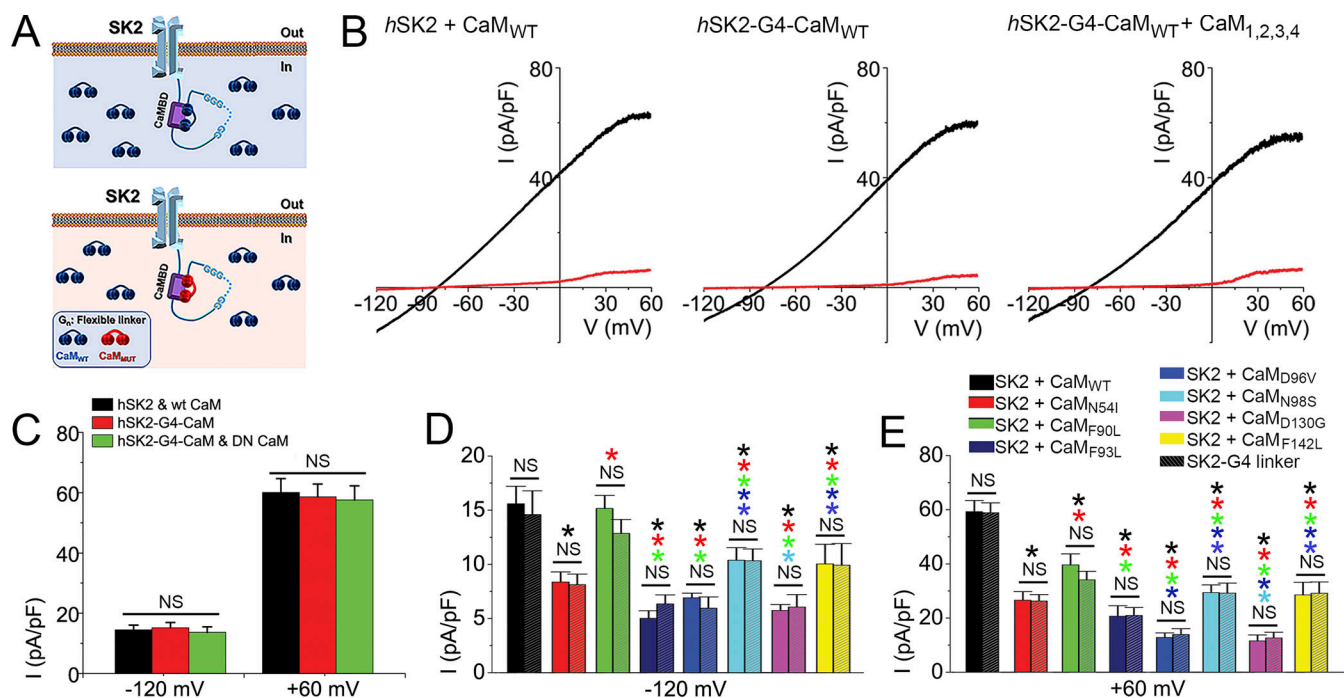 A
SK2
Out
In
CaMBD
GGG
GG
SK2
Out
In
CaMBD
GGG
GG
Gn: Flexible linker
CaMWT
CaMMUT
B
hSK2 + CaMWT
hSK2-G4-CaMWT
hSK2-G4-CaMWT + CaM1,2,3,4
80
40
I (pA/pF)
-120
-90
-60
-30
30
60
V (mV)
80
40
I (pA/pF)
-120
-90
-60
-30
30
60
V (mV)
80
40
I (pA/pF)
-120
-90
-60
-30
30
60
V (mV)
C
hSK2 & wt CaM
hSK2-G4-CaM
hSK2-G4-CaM & DN CaM
I (pA/pF)
80
60
40
20
0
NS
NS
-120 mV
+60 mV
D
I (pA/pF)
20
15
10
5
0
NS
*
NS
*
NS
*
*
*
NS
*
*
*
NS
*
*
*
*
*
NS
*
*
*
*
NS
*
*
*
*
*
NS
-120 mV
E
SK2 + CaMWT
SK2 + CaMN54I
SK2 + CaMF90L
SK2 + CaMF93L
SK2 + CaMD96V
SK2 + CaMN98S
SK2 + CaMD130G
SK2 + CaMF142L
SK2-G4 linker
I (pA/pF)
80
60
40
20
0
NS
*
NS
*
*
NS
*
*
*
NS
*
*
*
*
NS
*
*
*
*
*
NS
*
*
*
*
*
NS
*
*
*
*
*
NS
+60 mV